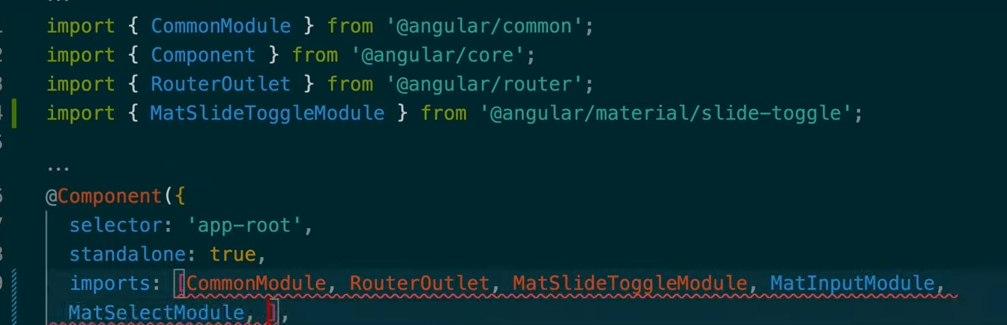 ...
import { CommonModule } from '@angular/common';
import { Component } from '@angular/core';
import { RouterOutlet } from '@angular/router';
import { MatSlideToggleModule } from '@angular/material/slide-toggle';
...
@Component({
selector: 'app-root',
standalone: true,
imports: [CommonModule, RouterOutlet, MatSlideToggleModule, MatInputModule,
MatSelectModule, ],